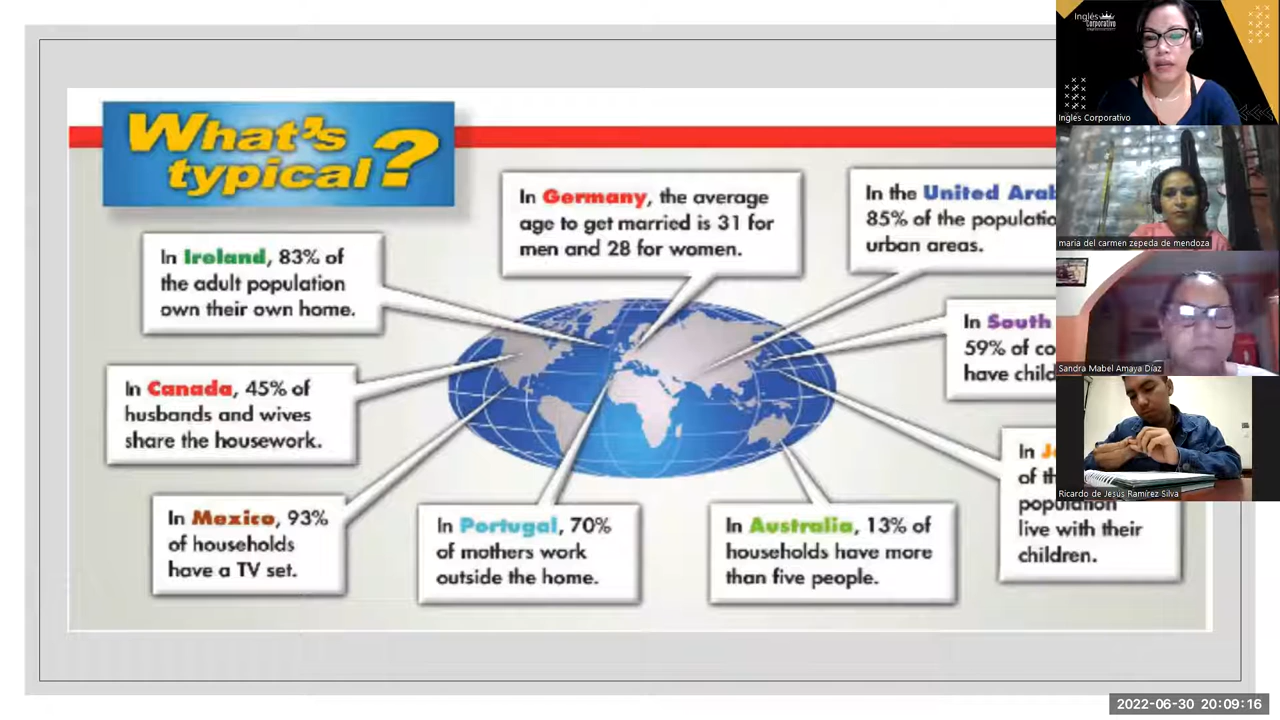 What's
typical?
In Germany, the average
age to get married is 31 for
men and 28 for women.
In the United Arab
85% of the populatio
urban areas.
In Ireland, 83% of
the adult population
own their own home.
In South
59% of co
have child
In Canada, 45% of
husbands and wives
share the housework.
In J
of th
population
live with their
children.
In Mexico, 93%
of households
have a TV set.
In Portugal, 70%
of mothers work
outside the home.
In Australia, 13% of
households have more
than five people.
Inglés
Corporativo
Ingles Corporativo
maria del carmen zepeda de mendoza
Sandra Mabel Amaya Díaz
Ricardo de Jesus Ramírez Silva
2022-06-30 20:09:16